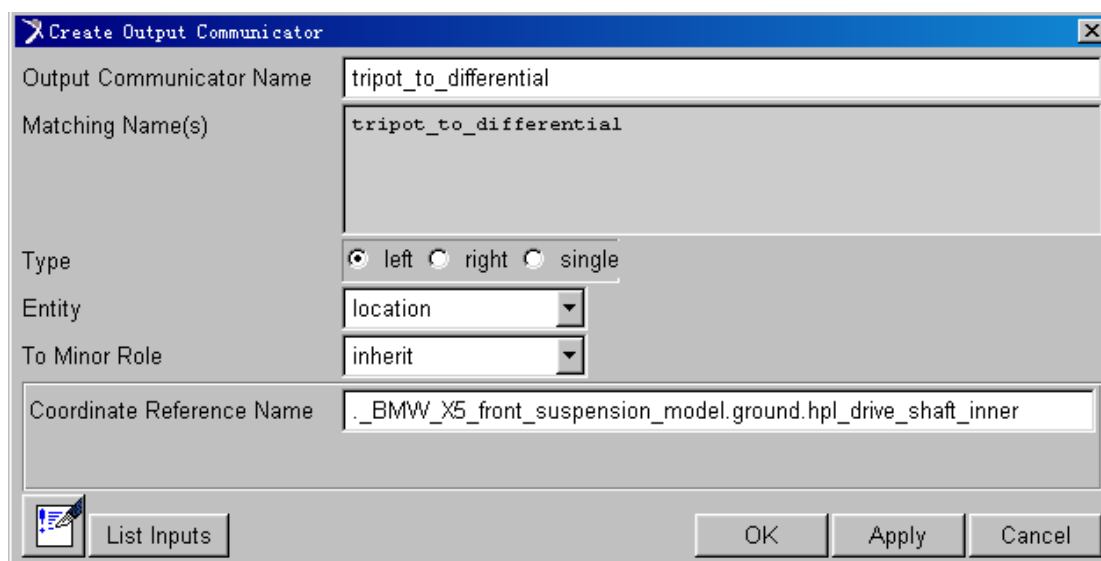 Create Output Communicator
Output Communicator Name tripot_to_differential
Matching Name(s) tripot_to_differential
Type left right single
Entity location
To Minor Role inherit
Coordinate Reference Name ._BMW_X5_front_suspension_model.ground.hpl_drive_shaft_inner
List Inputs OK Apply Cancel